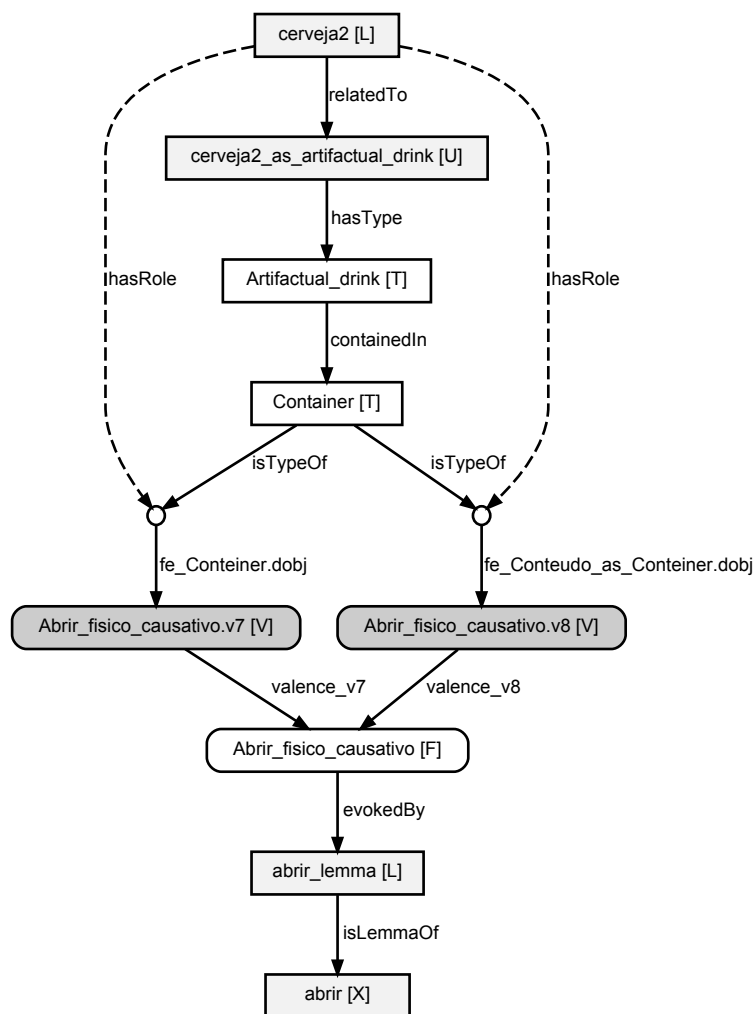 cerveja2 [L]
relatedTo
cerveja2_as_artifactual_drink [U]
hasType
hasRole
Artifactual_drink [T]
hasRole
containedIn
Container [T]
isTypeOf
isTypeOf
fe_Conteiner.dobj
fe_Conteudo_as_Conteiner.dobj
Abrir_fisico_causativo.v7 [V]
Abrir_fisico_causativo.v8 [V]
valence_v7
valence_v8
Abrir_fisico_causativo [F]
evokedBy
abrir_lemma [L]
isLemmaOf
abrir [X]